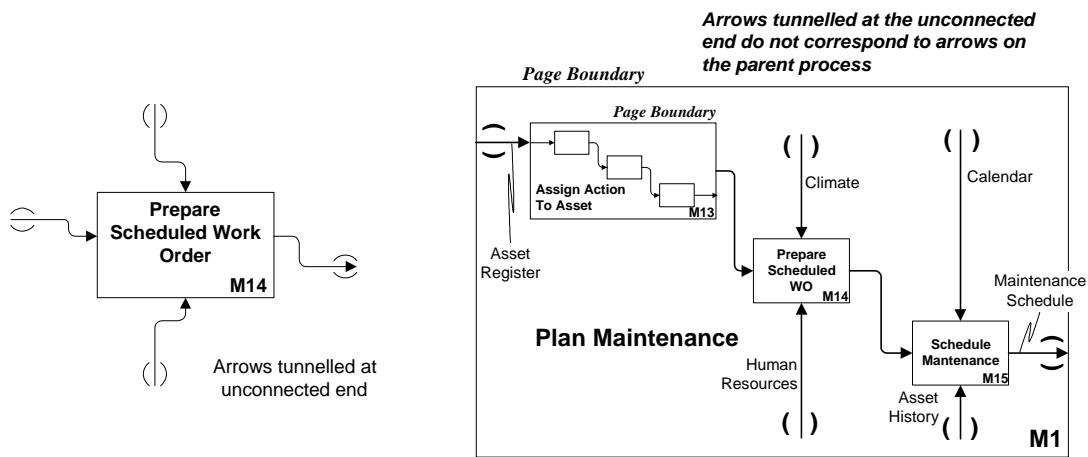 Prepare
Scheduled Work
Order
M14
Arrows tunnelled at
unconnected end
Arrows tunnelled at the unconnected
end do not correspond to arrows on
the parent process
Page Boundary
Page Boundary
Assign Action
To Asset
M13
Asset
Register
( )
Climate
( )
Calendar
Prepare
Scheduled
WO
M14
Plan Maintenance
Human
Resources
( )
Maintenance
Schedule
Schedule
Mantenance
M15
Asset
History
( )
M1